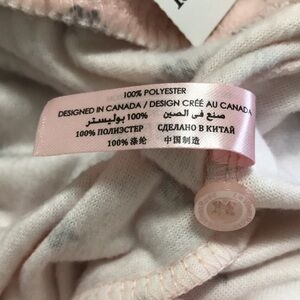 100% POLYESTER
DESIGNED IN CANADA / DESIGN CRÉÉ AU CANADA
صنع في الصين 100% بوليستر
100% ПОЛИЭСТЕР СДЕЛАНО В КИТАЙ
100% 涤纶 中国制造